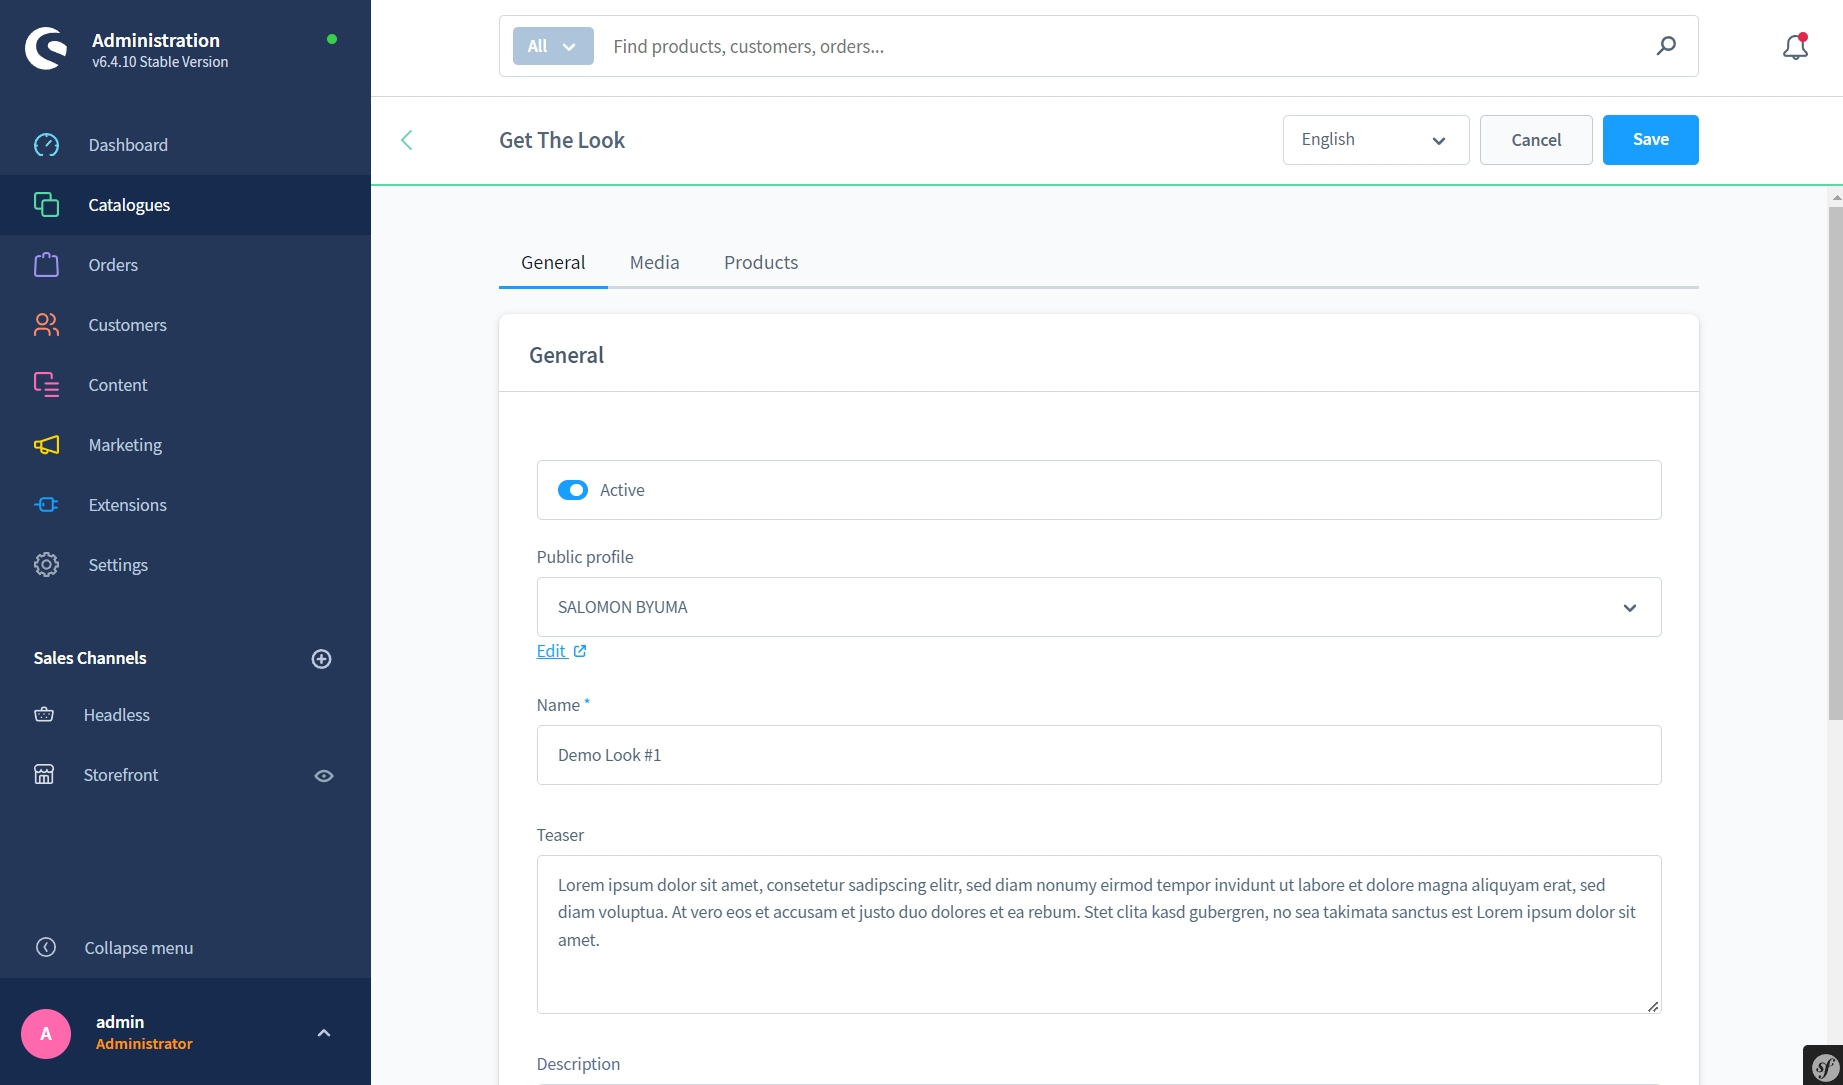 Administration
v6.4.10 Stable Version
Dashboard
Catalogues
Orders
Customers
Content
Marketing
Extensions
Settings
Sales Channels
Headless
Storefront
Collapse menu
A
admin
Administrator
All
Find products, customers, orders...
Get The Look
English
Cancel
Save
General
Media
Products
General
Active
Public profile
SALOMON BYUMA
Edit
Name *
Demo Look #1
Teaser
Lorem ipsum dolor sit amet, consetetur sadipscing elitr, sed diam nonumy eirmod tempor invidunt ut labore et dolore magna aliquyam erat, sed
diam voluptua. At vero eos et accusam et justo duo dolores et ea rebum. Stet clita kasd gubergren, no sea takimata sanctus est Lorem ipsum dolor sit
amet.
Description
sf